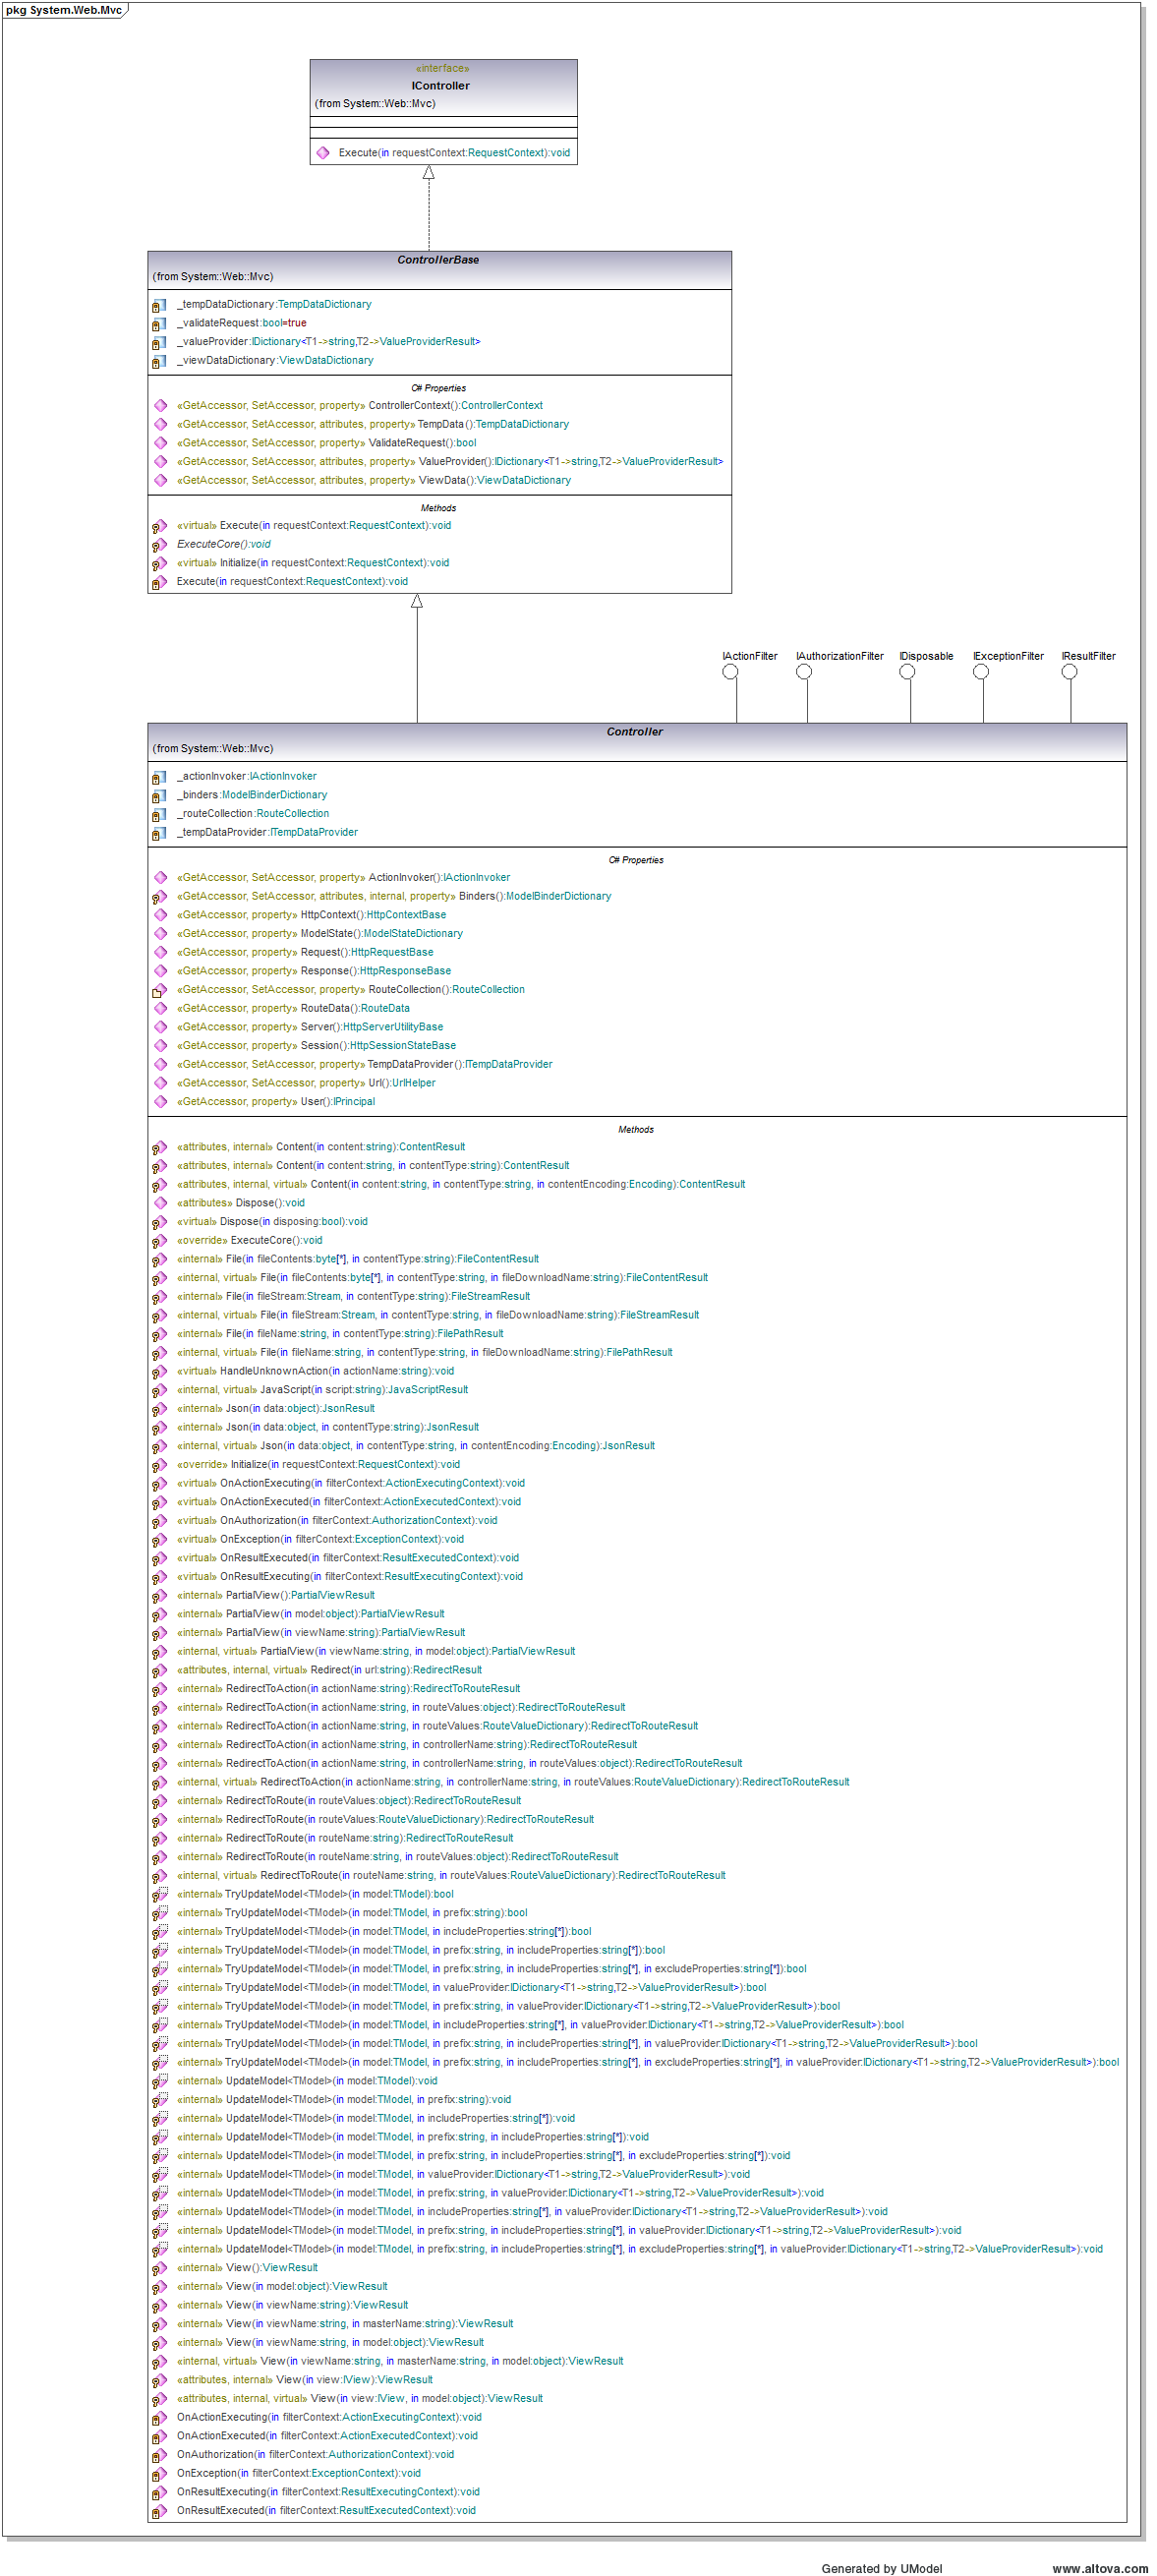 pkg System.Web.Mvc
«interface»
IController
(from System::Web::Mvc)
Execute(in requestContext:RequestContext):void
ControllerBase
(from System::Web::Mvc)
_tempDataDictionary:TempDataDictionary
_validateRequest:bool=true
_valueProvider:IDictionary<T1->string,T2->ValueProviderResult>
_viewDataDictionary:ViewDataDictionary
C# Properties
«GetAccessor, SetAccessor, property» ControllerContext():ControllerContext
«GetAccessor, SetAccessor, attributes, property» TempData():TempDataDictionary
«GetAccessor, SetAccessor, property» ValidateRequest():bool
«GetAccessor, SetAccessor, attributes, property» ValueProvider():IDictionary<T1->string,T2->ValueProviderResult>
«GetAccessor, SetAccessor, attributes, property» ViewData():ViewDataDictionary
Methods
«virtual» Execute(in requestContext:RequestContext):void
ExecuteCore():void
«virtual» Initialize(in requestContext:RequestContext):void
Execute(in requestContext:RequestContext):void
IActionFilter IAuthorizationFilter IDisposable IExceptionFilter IResultFilter
Controller
(from System::Web::Mvc)
_actionInvoker:IActionInvoker
_binders:ModelBinderDictionary
_routeCollection:RouteCollection
_tempDataProvider:ITempDataProvider
C# Properties
«GetAccessor, SetAccessor, property» ActionInvoker():IActionInvoker
«GetAccessor, SetAccessor, attributes, internal, property» Binders():ModelBinderDictionary
«GetAccessor, property» HttpContext():HttpContextBase
«GetAccessor, property» ModelState():ModelStateDictionary
«GetAccessor, property» Request():HttpRequestBase
«GetAccessor, property» Response():HttpResponseBase
«GetAccessor, SetAccessor, property» RouteCollection():RouteCollection
«GetAccessor, property» RouteData():RouteData
«GetAccessor, property» Server():HttpServerUtilityBase
«GetAccessor, property» Session():HttpSessionStateBase
«GetAccessor, SetAccessor, property» TempDataProvider():ITempDataProvider
«GetAccessor, SetAccessor, property» Url():UrlHelper
«GetAccessor, property» User():IPrincipal
Methods
«attributes, internal» Content(in content:string):ContentResult
«attributes, internal» Content(in content:string, in contentType:string):ContentResult
«attributes, internal, virtual» Content(in content:string, in contentType:string, in contentEncoding:Encoding):ContentResult
«attributes» Dispose():void
«virtual» Dispose(in disposing:bool):void
«override» ExecuteCore():void
«internal» File(in fileContents:byte[*], in contentType:string):FileContentResult
«internal, virtual» File(in fileContents:byte[*], in contentType:string, in fileDownloadName:string):FileContentResult
«internal» File(in fileStream:Stream, in contentType:string):FileStreamResult
«internal, virtual» File(in fileStream:Stream, in contentType:string, in fileDownloadName:string):FileStreamResult
«internal» File(in fileName:string, in contentType:string):FilePathResult
«internal, virtual» File(in fileName:string, in contentType:string, in fileDownloadName:string):FilePathResult
«virtual» HandleUnknownAction(in actionName:string):void
«internal, virtual» JavaScript(in script:string):JavaScriptResult
«internal» Json(in data:object):JsonResult
«internal» Json(in data:object, in contentType:string):JsonResult
«internal, virtual» Json(in data:object, in contentType:string, in contentEncoding:Encoding):JsonResult
«override» Initialize(in requestContext:RequestContext):void
«virtual» OnActionExecuting(in filterContext:ActionExecutingContext):void
«virtual» OnActionExecuted(in filterContext:ActionExecutedContext):void
«virtual» OnAuthorization(in filterContext:AuthorizationContext):void
«virtual» OnException(in filterContext:ExceptionContext):void
«virtual» OnResultExecuted(in filterContext:ResultExecutedContext):void
«virtual» OnResultExecuting(in filterContext:ResultExecutingContext):void
«internal» PartialView():PartialViewResult
«internal» PartialView(in model:object):PartialViewResult
«internal» PartialView(in viewName:string):PartialViewResult
«internal, virtual» PartialView(in viewName:string, in model:object):PartialViewResult
«attributes, internal, virtual» Redirect(in url:string):RedirectResult
«internal» RedirectToAction(in actionName:string):RedirectToRouteResult
«internal» RedirectToAction(in actionName:string, in routeValues:object):RedirectToRouteResult
«internal» RedirectToAction(in actionName:string, in routeValues:RouteValueDictionary):RedirectToRouteResult
«internal» RedirectToAction(in actionName:string, in controllerName:string):RedirectToRouteResult
«internal» RedirectToAction(in actionName:string, in controllerName:string, in routeValues:object):RedirectToRouteResult
«internal, virtual» RedirectToAction(in actionName:string, in controllerName:string, in routeValues:RouteValueDictionary):RedirectToRouteResult
«internal» RedirectToRoute(in routeValues:object):RedirectToRouteResult
«internal» RedirectToRoute(in routeValues:RouteValueDictionary):RedirectToRouteResult
«internal» RedirectToRoute(in routeName:string):RedirectToRouteResult
«internal» RedirectToRoute(in routeName:string, in routeValues:object):RedirectToRouteResult
«internal, virtual» RedirectToRoute(in routeName:string, in routeValues:RouteValueDictionary):RedirectToRouteResult
«internal» TryUpdateModel<TModel>(in model:TModel):bool
«internal» TryUpdateModel<TModel>(in model:TModel, in prefix:string):bool
«internal» TryUpdateModel<TModel>(in model:TModel, in includeProperties:string[*]):bool
«internal» TryUpdateModel<TModel>(in model:TModel, in prefix:string, in includeProperties:string[*]):bool
«internal» TryUpdateModel<TModel>(in model:TModel, in prefix:string, in includeProperties:string[*], in excludeProperties:string[*]):bool
«internal» TryUpdateModel<TModel>(in model:TModel, in valueProvider:IDictionary<T1->string,T2->ValueProviderResult>):bool
«internal» TryUpdateModel<TModel>(in model:TModel, in prefix:string, in valueProvider:IDictionary<T1->string,T2->ValueProviderResult>):bool
«internal» TryUpdateModel<TModel>(in model:TModel, in includeProperties:string[*], in valueProvider:IDictionary<T1->string,T2->ValueProviderResult>):bool
«internal» TryUpdateModel<TModel>(in model:TModel, in prefix:string, in includeProperties:string[*], in valueProvider:IDictionary<T1->string,T2->ValueProviderResult>):bool
«internal» TryUpdateModel<TModel>(in model:TModel, in prefix:string, in includeProperties:string[*], in excludeProperties:string[*], in valueProvider:IDictionary<T1->string,T2->ValueProviderResult>):bool
«internal» UpdateModel<TModel>(in model:TModel):void
«internal» UpdateModel<TModel>(in model:TModel, in prefix:string):void
«internal» UpdateModel<TModel>(in model:TModel, in includeProperties:string[*]):void
«internal» UpdateModel<TModel>(in model:TModel, in prefix:string, in includeProperties:string[*]):void
«internal» UpdateModel<TModel>(in model:TModel, in prefix:string, in includeProperties:string[*], in excludeProperties:string[*]):void
«internal» UpdateModel<TModel>(in model:TModel, in valueProvider:IDictionary<T1->string,T2->ValueProviderResult>):void
«internal» UpdateModel<TModel>(in model:TModel, in prefix:string, in valueProvider:IDictionary<T1->string,T2->ValueProviderResult>):void
«internal» UpdateModel<TModel>(in model:TModel, in includeProperties:string[*], in valueProvider:IDictionary<T1->string,T2->ValueProviderResult>):void
«internal» UpdateModel<TModel>(in model:TModel, in prefix:string, in includeProperties:string[*], in valueProvider:IDictionary<T1->string,T2->ValueProviderResult>):void
«internal» UpdateModel<TModel>(in model:TModel, in prefix:string, in includeProperties:string[*], in excludeProperties:string[*], in valueProvider:IDictionary<T1->string,T2->ValueProviderResult>):void
«internal» View():ViewResult
«internal» View(in model:object):ViewResult
«internal» View(in viewName:string):ViewResult
«internal» View(in viewName:string, in masterName:string):ViewResult
«internal» View(in viewName:string, in model:object):ViewResult
«internal, virtual» View(in viewName:string, in masterName:string, in model:object):ViewResult
«attributes, internal» View(in view:IView):ViewResult
«attributes, internal, virtual» View(in view:IView, in model:object):ViewResult
OnActionExecuting(in filterContext:ActionExecutingContext):void
OnActionExecuted(in filterContext:ActionExecutedContext):void
OnAuthorization(in filterContext:AuthorizationContext):void
OnException(in filterContext:ExceptionContext):void
OnResultExecuting(in filterContext:ResultExecutingContext):void
OnResultExecuted(in filterContext:ResultExecutedContext):void
Generated by UModel www.altova.com